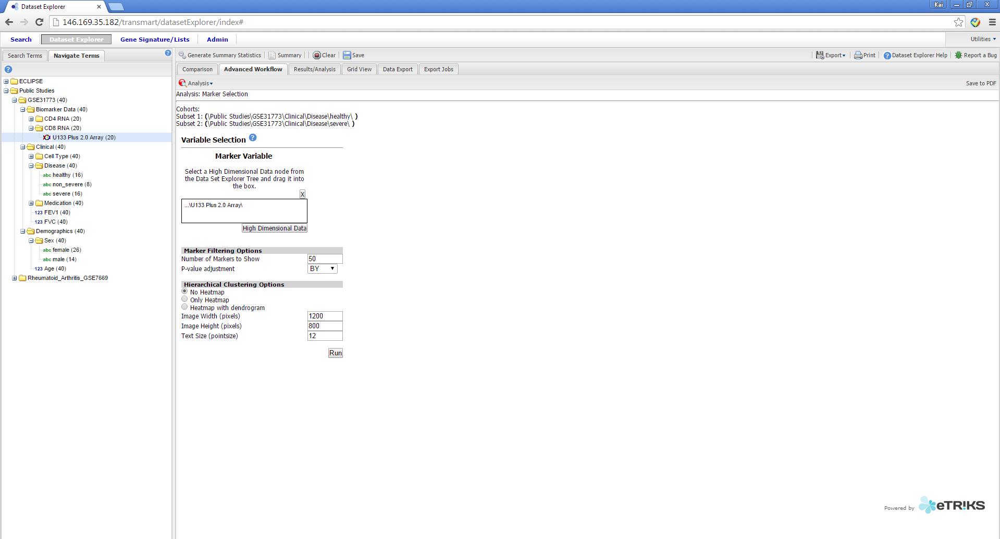 Dataset Explorer
Kai
146.169.35.182/transmart/datasetExplorer/index#
Search Dataset Explorer Gene Signature/Lists Admin Utilities
Search Terms Navigate Terms
Generate Summary Statistics Summary Clear Save Export Print Dataset Explorer Help Report a Bug
Comparison Advanced Workflow Results/Analysis Grid View Data Export Export Jobs
Analysis Save to PDF
ECLIPSE
Public Studies
GSE31773 (40)
Biomarker Data (40)
CD4 RNA (20)
CD8 RNA (20)
U133 Plus 2.0 Array (20)
Clinical (40)
Cell Type (40)
Disease (40)
abc healthy (16)
abc non_severe (8)
abc severe (16)
Medication (40)
123 FEV1 (40)
123 FVC (40)
Demographics (40)
Sex (40)
abc female (26)
abc male (14)
123 Age (40)
Rheumatoid_Arthritis_GSE7669
Analysis: Marker Selection
Cohorts:
Subset 1: (\Public Studies\GSE31773\Clinical\Disease\healthy\ )
Subset 2: (\Public Studies\GSE31773\Clinical\Disease\severe\ )
Variable Selection ?
Marker Variable
Select a High Dimensional Data node from
the Data Set Explorer Tree and drag it into
the box.
X
...\U133 Plus 2.0 Array\
High Dimensional Data
Marker Filtering Options
Number of Markers to Show 50
P-value adjustment BY
Hierarchical Clustering Options
No Heatmap
Only Heatmap
Heatmap with dendrogram
Image Width (pixels) 1200
Image Height (pixels) 800
Text Size (pointsize) 12
Run
Powered by eTRIKS